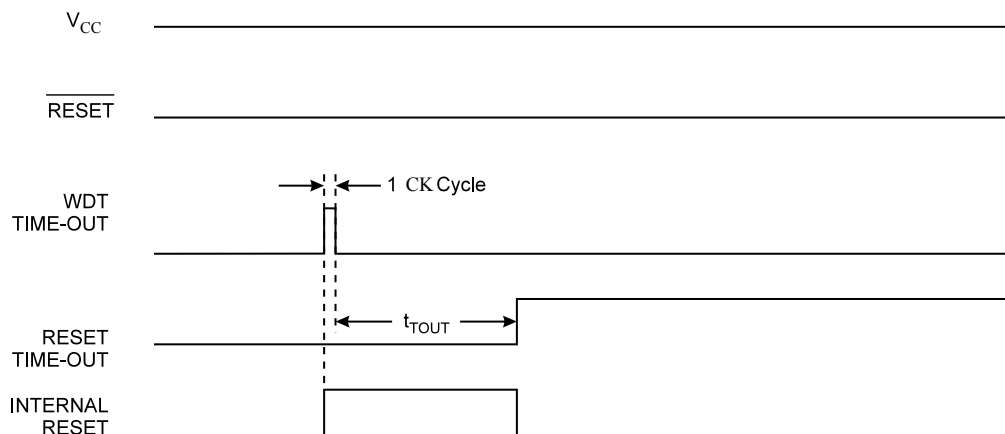 VCC
RESET
WDT
TIME-OUT
1 CK Cycle
RESET
TIME-OUT
tTOUT
INTERNAL
RESET